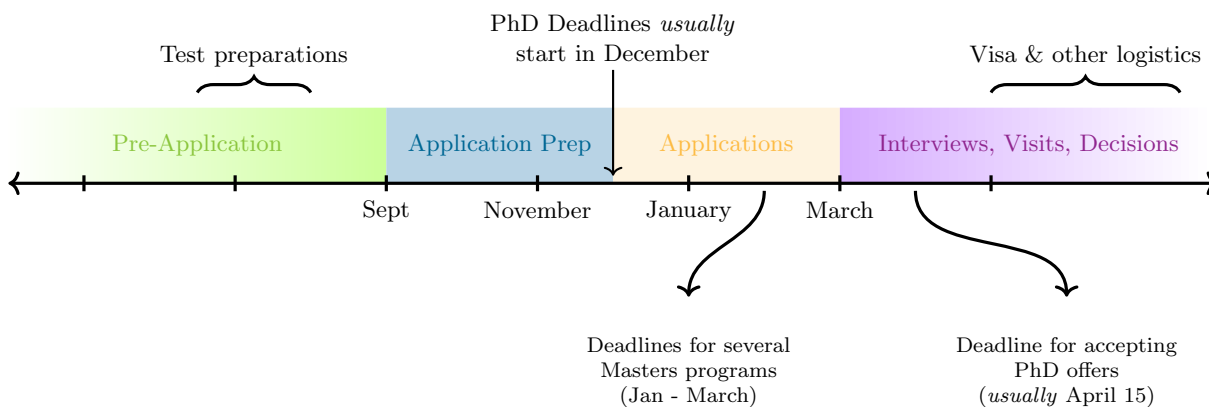 PhD Deadlines usually
start in December
Test preparations
Visa & other logistics
Pre-Application
Application Prep
Applications
Interviews, Visits, Decisions
Sept
November
January
March
Deadlines for several
Masters programs
(Jan - March)
Deadline for accepting
PhD offers
(usually April 15)